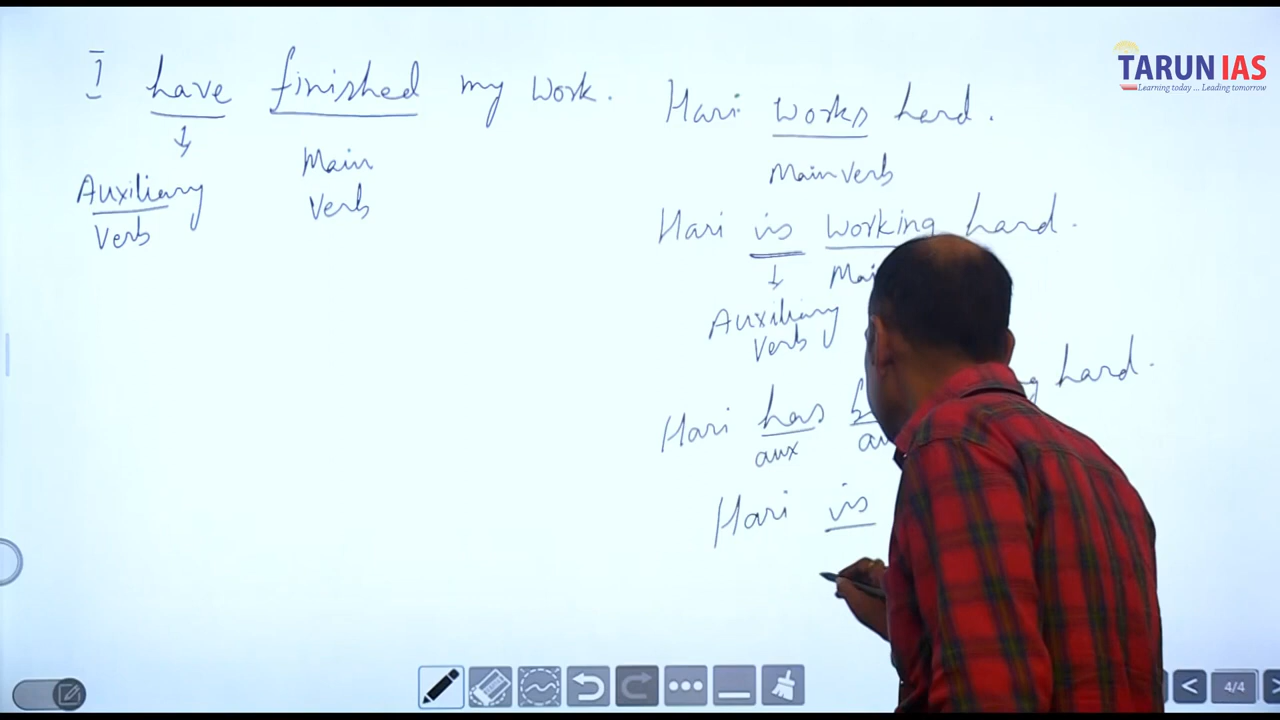 I have finished my work.
Auxiliary
Verb
Main
Verb
Hari works hard.
Main Verb
Hari is working hard.
Auxiliary
Verb
Hari has hard.
aux
Hari is
TARUN IAS
Learning today ... Leading tomorrow
4/4